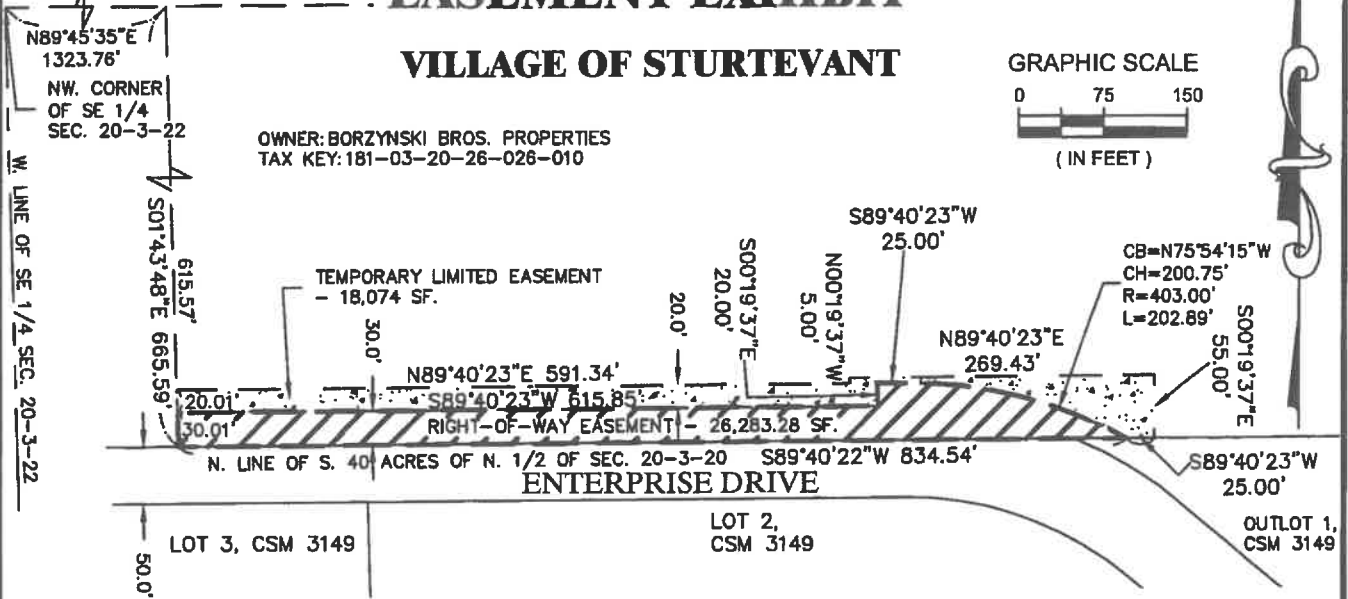 EASEMENT EXHIBIT
VILLAGE OF STURTEVANT
GRAPHIC SCALE
0 75 150
( IN FEET )
N89°45'35"E
1323.76'
NW. CORNER
OF SE 1/4
SEC. 20-3-22
OWNER: BORZYNSKI BROS. PROPERTIES
TAX KEY: 181-03-20-26-026-010
W. LINE OF SE 1/4 SEC. 20-3-22
615.57'
S01°43'48"E 665.59'
TEMPORARY LIMITED EASEMENT
- 18,074 SF.
30.0'
20.0'
S00°19'37"E
20.00'
N00°19'37"W
5.00'
S89°40'23"W
25.00'
CB=N75°54'15"W
CH=200.75'
R=403.00'
L=202.89'
S00°19'37"E
55.00'
N89°40'23"E
269.43'
N89°40'23"E 591.34'
20.01'
S89°40'23"W 615.85'
30.01'
RIGHT-OF-WAY EASEMENT - 26,283.28 SF.
N. LINE OF S. 40 ACRES OF N. 1/2 OF SEC. 20-3-20
S89°40'22"W 834.54'
S89°40'23"W
25.00'
ENTERPRISE DRIVE
50.0'
LOT 3, CSM 3149
LOT 2,
CSM 3149
OUTLOT 1,
CSM 3149